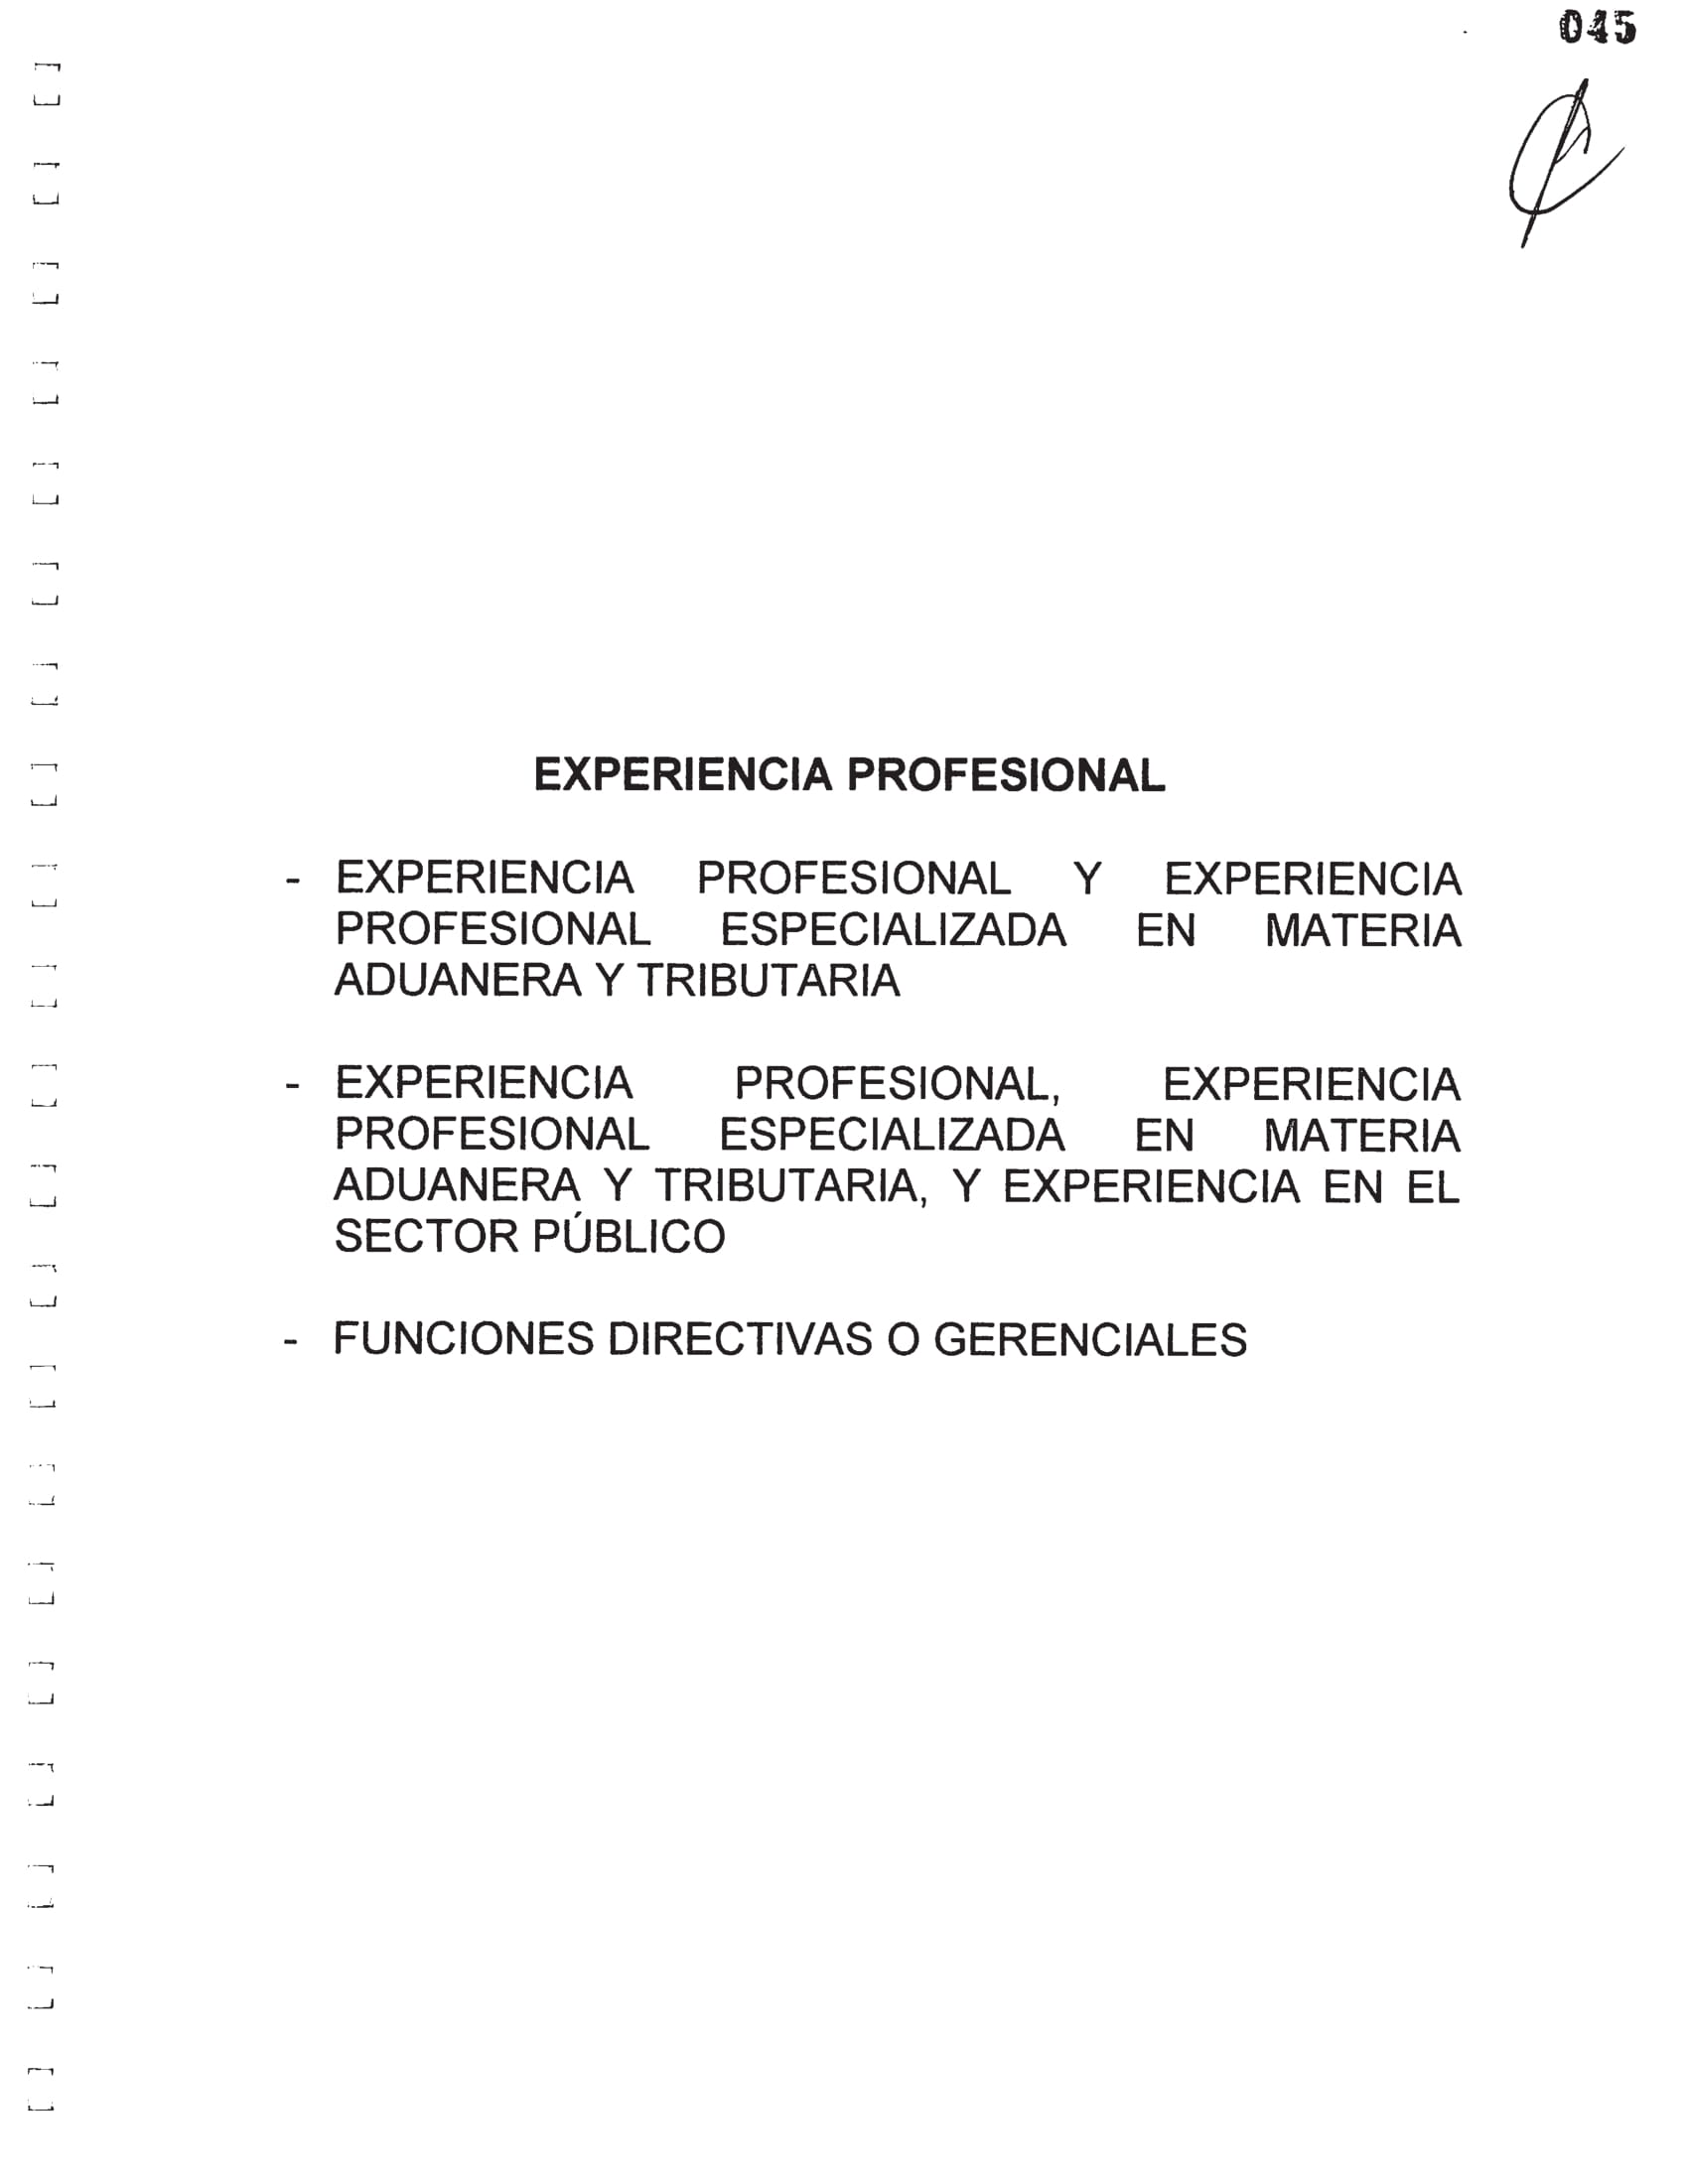 045
EXPERIENCIA PROFESIONAL
- EXPERIENCIA PROFESIONAL Y EXPERIENCIA
PROFESIONAL ESPECIALIZADA EN MATERIA
ADUANERA Y TRIBUTARIA
- EXPERIENCIA PROFESIONAL, EXPERIENCIA
PROFESIONAL ESPECIALIZADA EN MATERIA
ADUANERA Y TRIBUTARIA, Y EXPERIENCIA EN EL
SECTOR PÚBLICO
- FUNCIONES DIRECTIVAS O GERENCIALES